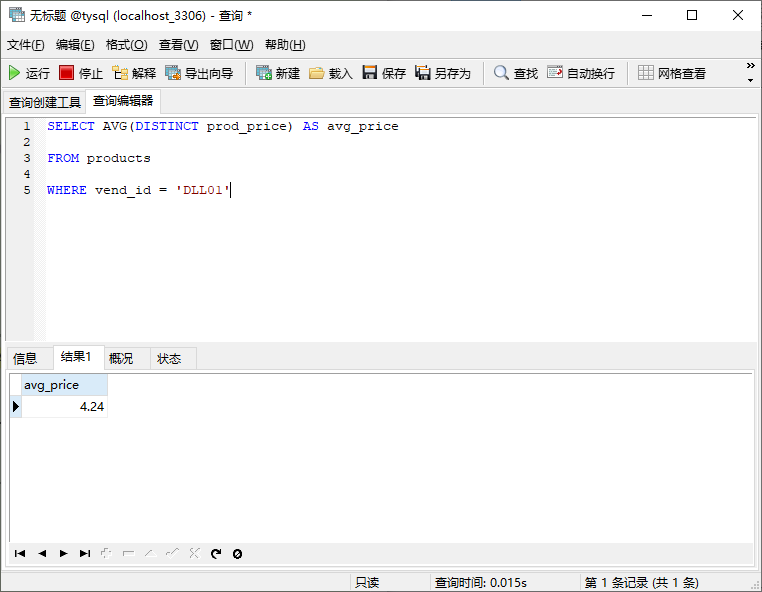 无标题 @tysql (localhost_3306) - 查询 *
文件(F) 编辑(E) 格式(O) 查看(V) 窗口(W) 帮助(H)
运行 停止 解释 导出向导 新建 载入 保存 另存为 查找 自动换行 网格查看 »
查询创建工具 查询编辑器
1 SELECT AVG(DISTINCT prod_price) AS avg_price
2
3 FROM products
4
5 WHERE vend_id = 'DLL01'
信息 结果1 概况 状态
avg_price
4.24
只读 查询时间: 0.015s 第 1 条记录 (共 1 条)